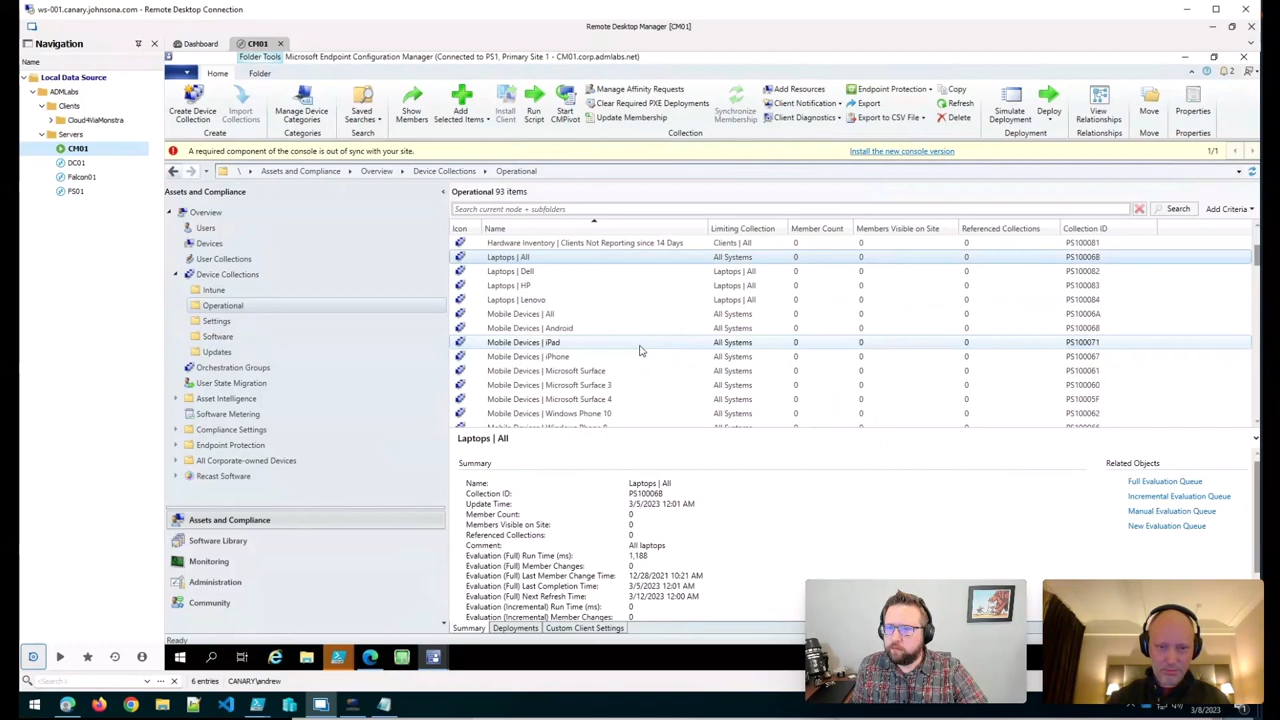 ws-001.canary.johnsona.com - Remote Desktop Connection
Remote Desktop Manager [CM01]
Navigation
Dashboard
CM01
Name
Local Data Source
ADMLabs
Clients
Cloud4ViaMonstra
Servers
CM01
DC01
Falcon01
FS01
Folder Tools
Microsoft Endpoint Configuration Manager (Connected to PS1, Primary Site 1 - CM01.corp.admlabs.net)
Home
Folder
Create Device Collection
Import Collections
Create
Manage Device Categories
Categories
Saved Searches
Search
Show Members
Add Selected Items
Install Client
Run Script
Start CMPivot
Manage Affinity Requests
Clear Required PXE Deployments
Update Membership
Synchronize Membership
Add Resources
Client Notification
Client Diagnostics
Endpoint Protection
Export
Export to CSV File
Copy
Refresh
Delete
Collection
Simulate Deployment
Deploy
Deployment
View Relationships
Relationships
Move
Move
Properties
Properties
A required component of the console is out of sync with your site.
Install the new console version
1/1
\ Assets and Compliance Overview Device Collections Operational
Assets and Compliance
Overview
Users
Devices
User Collections
Device Collections
Intune
Operational
Settings
Software
Updates
Orchestration Groups
User State Migration
Asset Intelligence
Software Metering
Compliance Settings
Endpoint Protection
All Corporate-owned Devices
Recast Software
Assets and Compliance
Software Library
Monitoring
Administration
Community
Operational 93 items
Search current node + subfolders
Search
Add Criteria
Icon Name Limiting Collection Member Count Members Visible on Site Referenced Collections Collection ID
Hardware Inventory | Clients Not Reporting since 14 Days Clients | All 0 0 0 PS100081
Laptops | All All Systems 0 0 0 PS10006B
Laptops | Dell Laptops | All 0 0 0 PS100082
Laptops | HP Laptops | All 0 0 0 PS100083
Laptops | Lenovo Laptops | All 0 0 0 PS100084
Mobile Devices | All All Systems 0 0 0 PS10006A
Mobile Devices | Android All Systems 0 0 0 PS100068
Mobile Devices | iPad All Systems 0 0 0 PS100071
Mobile Devices | iPhone All Systems 0 0 0 PS100067
Mobile Devices | Microsoft Surface All Systems 0 0 0 PS100061
Mobile Devices | Microsoft Surface 3 All Systems 0 0 0 PS100060
Mobile Devices | Microsoft Surface 4 All Systems 0 0 0 PS10005F
Mobile Devices | Windows Phone 10 All Systems 0 0 0 PS100062
Laptops | All
Summary
Name: Laptops | All
Collection ID: PS10006B
Update Time: 3/5/2023 12:01 AM
Member Count: 0
Members Visible on Site: 0
Referenced Collections: 0
Comment: All laptops
Evaluation (Full) Run Time (ms): 1,188
Evaluation (Full) Member Changes: 0
Evaluation (Full) Last Member Change Time: 12/28/2021 10:21 AM
Evaluation (Full) Last Completion Time: 3/5/2023 12:01 AM
Evaluation (Full) Next Refresh Time: 3/12/2023 12:00 AM
Evaluation (Incremental) Run Time (ms): 0
Evaluation (Incremental) Member Changes: 0
Related Objects
Full Evaluation Queue
Incremental Evaluation Queue
Manual Evaluation Queue
New Evaluation Queue
Summary Deployments Custom Client Settings
Ready
<Search>
6 entries
CANARY\andrew
3/8/2023